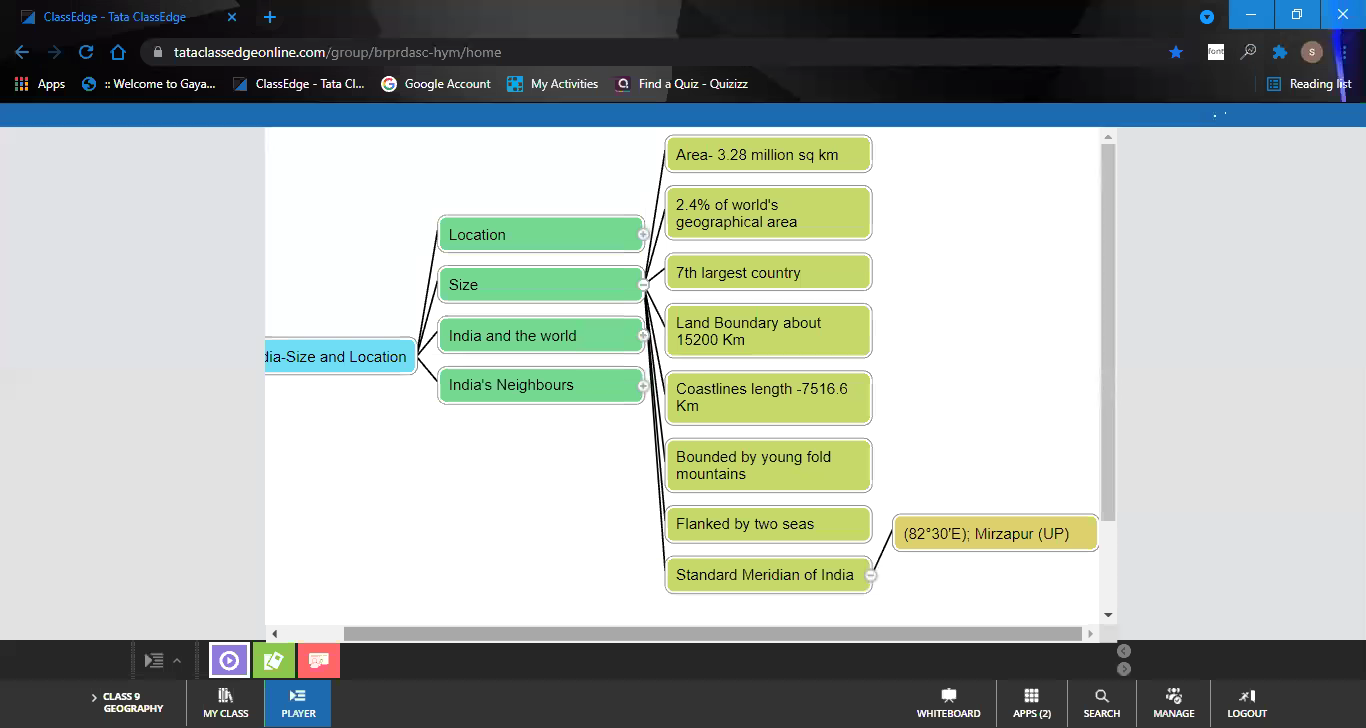 ClassEdge - Tata ClassEdge
tataclassedgeonline.com/group/brprdasc-hym/home
font
S
Apps
:: Welcome to Gaya...
ClassEdge - Tata Cl...
Google Account
My Activities
Find a Quiz - Quizizz
Reading list
Area- 3.28 million sq km
2.4% of world's
geographical area
Location
7th largest country
Size
Land Boundary about
15200 Km
India and the world
dia-Size and Location
India's Neighbours
Coastlines length -7516.6
Km
Bounded by young fold
mountains
Flanked by two seas
(82°30'E); Mirzapur (UP)
Standard Meridian of India
CLASS 9
GEOGRAPHY
MY CLASS
PLAYER
WHITEBOARD
APPS (2)
SEARCH
MANAGE
LOGOUT